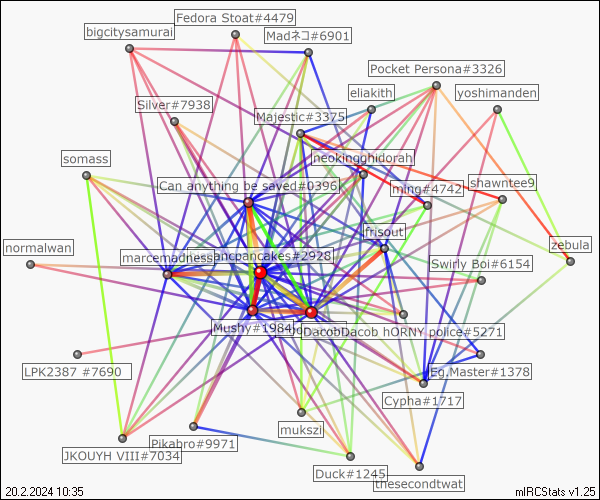 Fedora Stoat#4479
bigcitysamurai
Madネコ#6901
Pocket Persona#3326
eliakith
yoshimanden
Silver#7938
Majestic#3375
neokingghidorah
somass
Can anything be saved#0396
ming#4742
shawntee9
frisout
normalwan
marcemadness
ancpancakes#2928
zebula
Swirly Boi#6154
Mushy#1984
DacobDacob hORNY police#5271
LPK2387 #7690
Eg.Master#1378
Cypha#1717
mukszi
Pikabro#9971
JKOUYH VIII#7034
Duck#1245
thesecondtwat
20.2.2024 10:35
mIRCStats v1.25